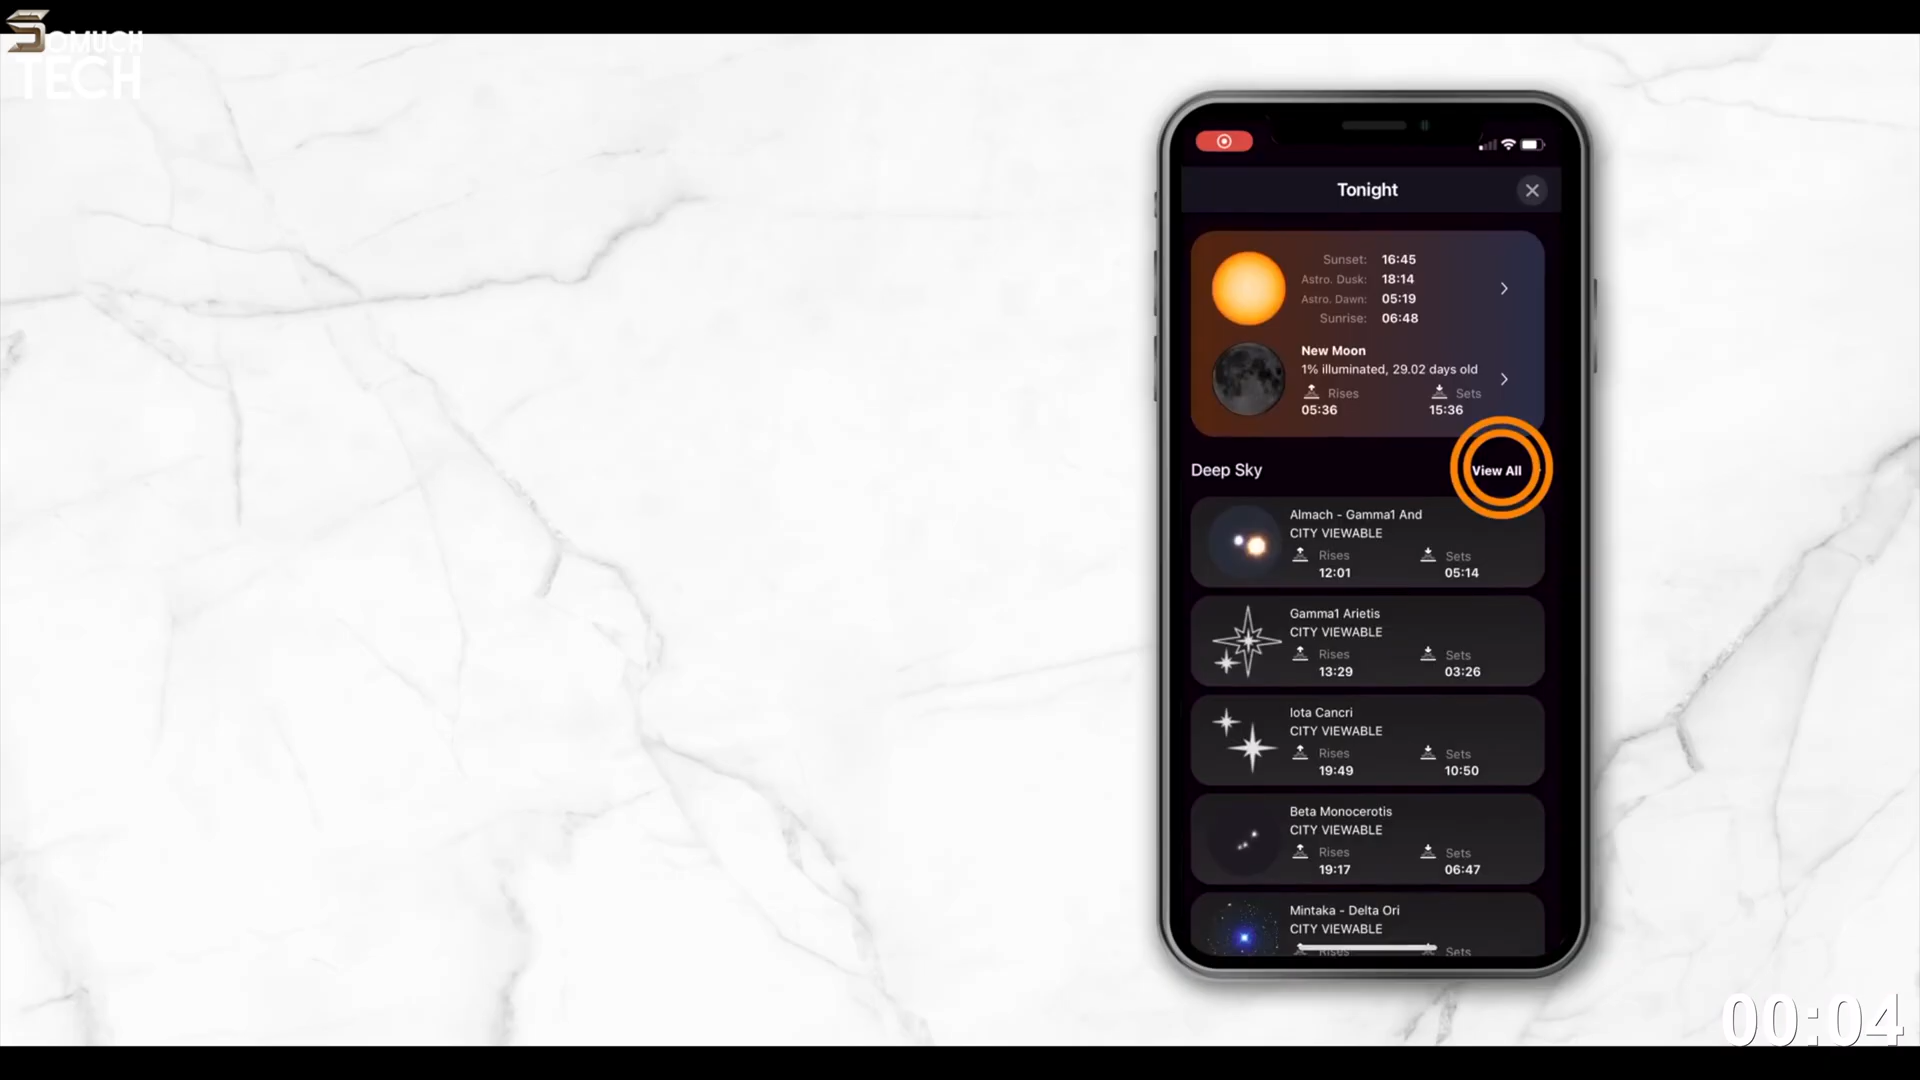 SOMUCH
TECH
Tonight
Sunset: 16:45
Astro. Dusk: 18:14
Astro. Dawn: 05:19
Sunrise: 06:48
New Moon
1% illuminated, 29.02 days old
Rises Sets
05:36 15:36
Deep Sky View All
Almach - Gamma1 And
CITY VIEWABLE
Rises Sets
12:01 05:14
Gamma1 Arietis
CITY VIEWABLE
Rises Sets
13:29 03:26
Iota Cancri
CITY VIEWABLE
Rises Sets
19:49 10:50
Beta Monocerotis
CITY VIEWABLE
Rises Sets
19:17 06:47
Mintaka - Delta Ori
CITY VIEWABLE
Rises Sets
00:04